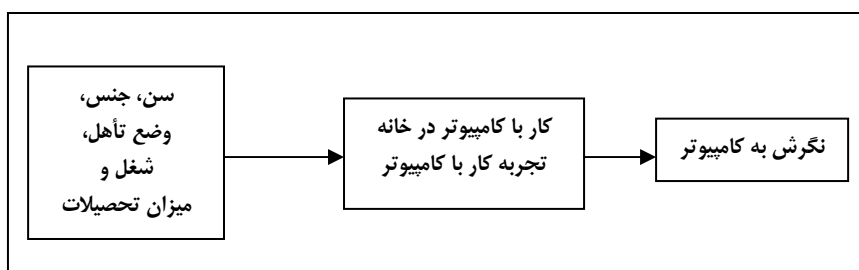 سن، جنس،
وضع تأهل،
شغل و
میزان تحصیلات
کار با کامپیوتر در خانه
تجربه کار با کامپیوتر
نگرش به کامپیوتر